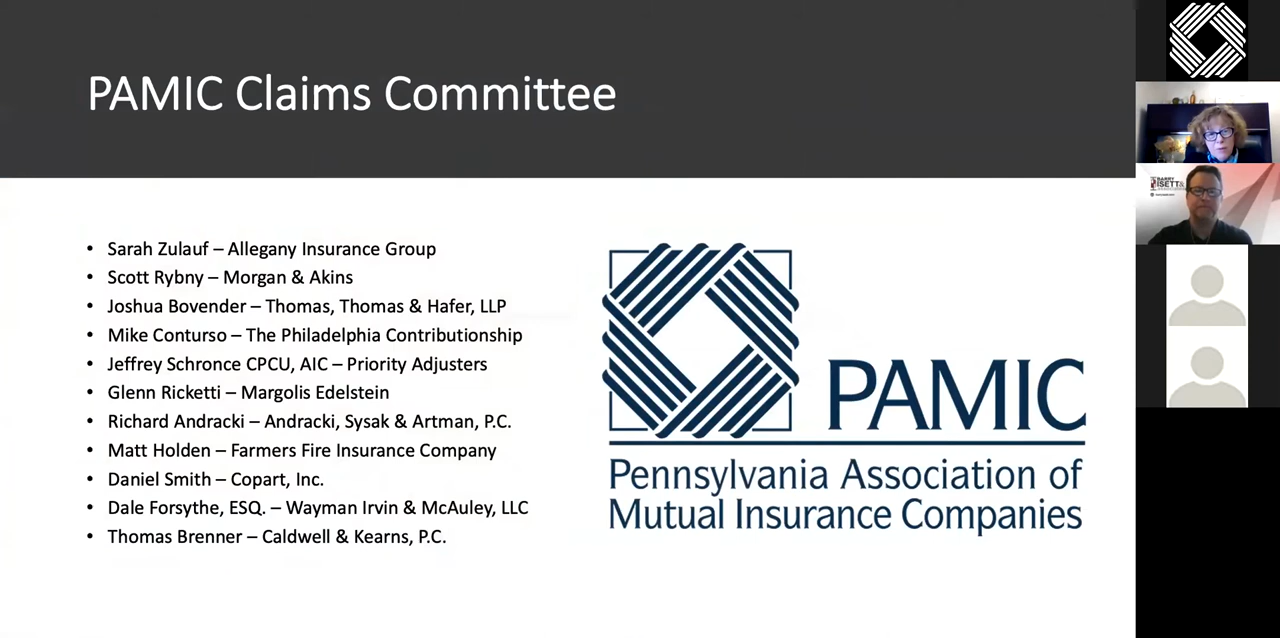 PAMIC Claims Committee
• Sarah Zulauf – Allegany Insurance Group
• Scott Rybny – Morgan & Akins
• Joshua Bovender – Thomas, Thomas & Hafer, LLP
• Mike Conturso – The Philadelphia Contributionship
• Jeffrey Schronce CPCU, AIC – Priority Adjusters
• Glenn Ricketti – Margolis Edelstein
• Richard Andracki – Andracki, Sysak & Artman, P.C.
• Matt Holden – Farmers Fire Insurance Company
• Daniel Smith – Copart, Inc.
• Dale Forsythe, ESQ. – Wayman Irvin & McAuley, LLC
• Thomas Brenner – Caldwell & Kearns, P.C.
PAMIC
Pennsylvania Association of
Mutual Insurance Companies
BARRY
ISETT&